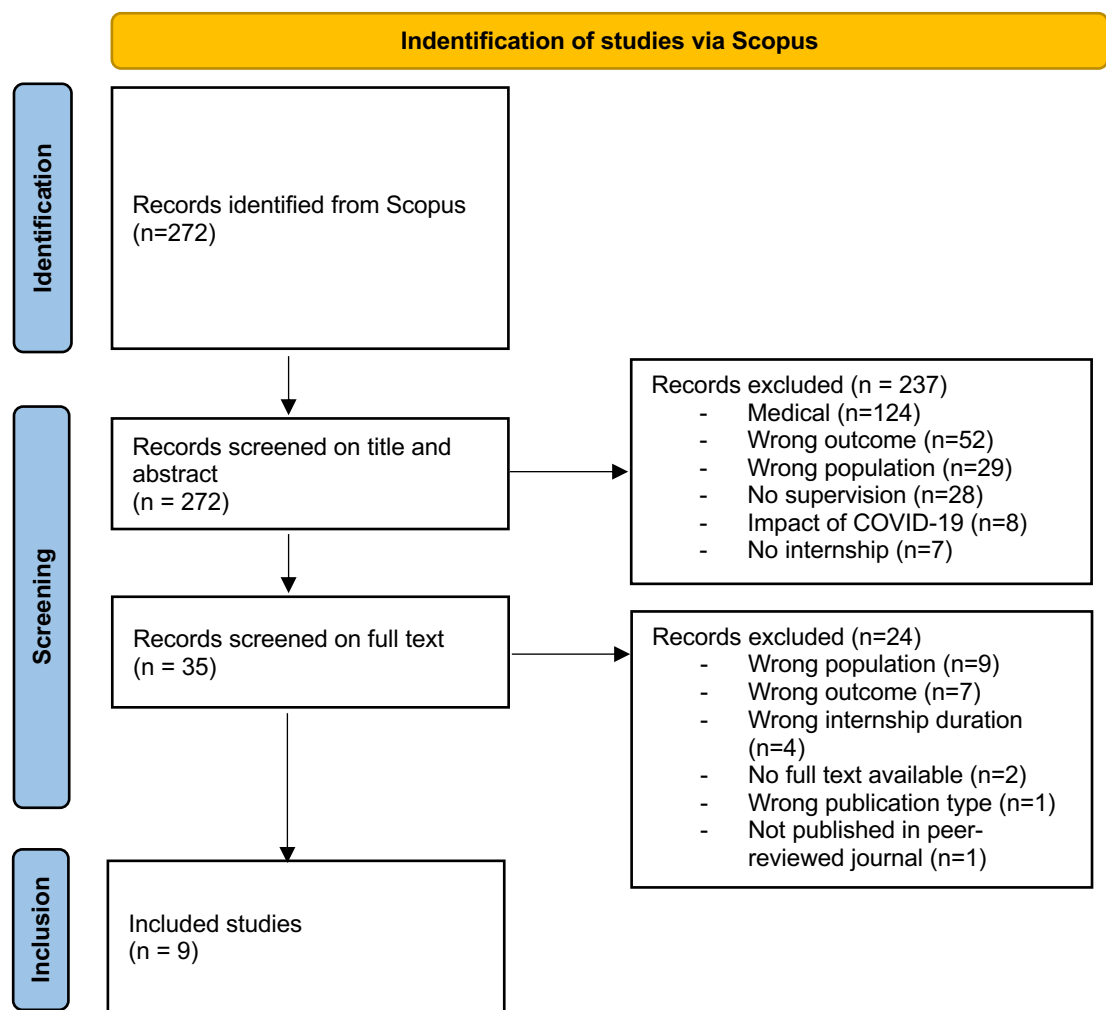 Indentification of studies via Scopus
Identification
Records identified from Scopus
(n=272)
Screening
Records screened on title and
abstract
(n = 272)
Records excluded (n = 237)
- Medical (n=124)
- Wrong outcome (n=52)
- Wrong population (n=29)
- No supervision (n=28)
- Impact of COVID-19 (n=8)
- No internship (n=7)
Records screened on full text
(n = 35)
Records excluded (n=24)
- Wrong population (n=9)
- Wrong outcome (n=7)
- Wrong internship duration
(n=4)
- No full text available (n=2)
- Wrong publication type (n=1)
- Not published in peer-
reviewed journal (n=1)
Inclusion
Included studies
(n = 9)